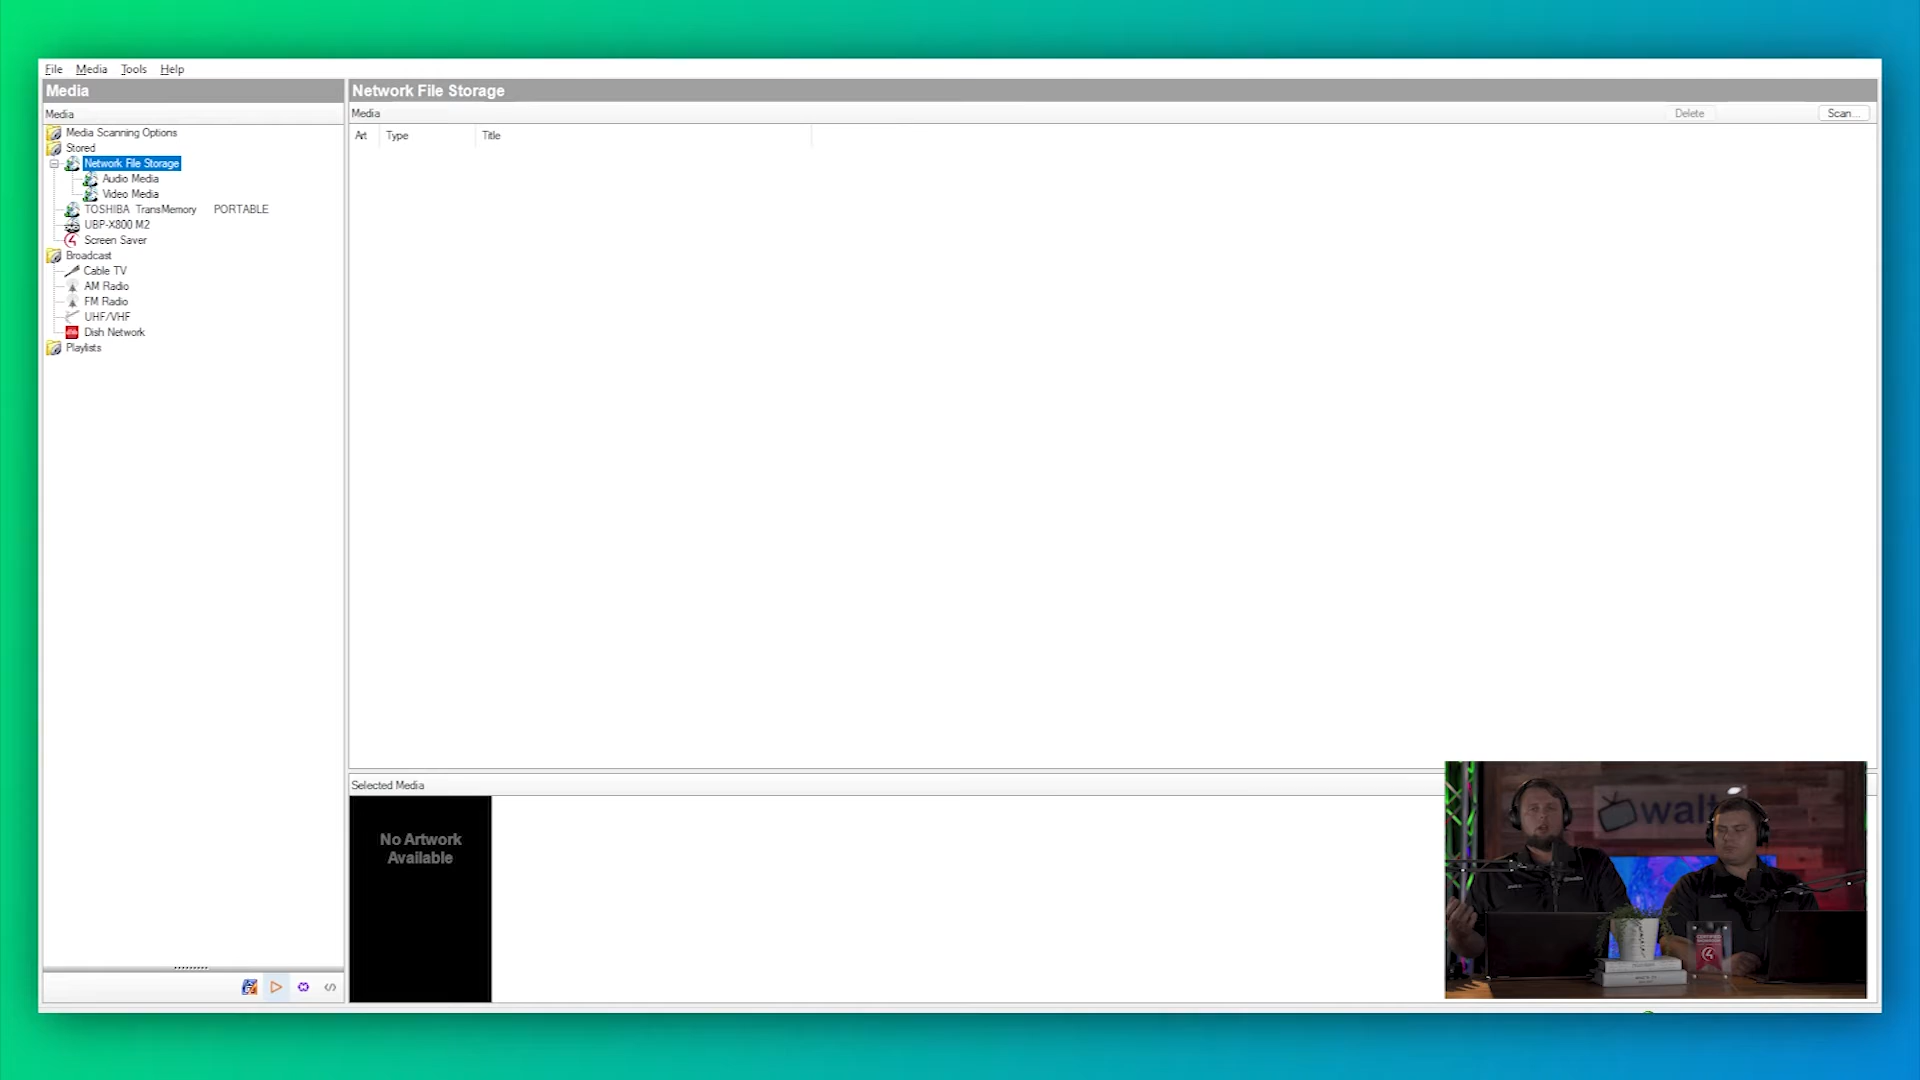 File Media Tools Help
Media
Network File Storage
Media
Media
Delete
Scan...
Art Type Title
Media Scanning Options
Stored
Network File Storage
Audio Media
Video Media
TOSHIBA TransMemory PORTABLE
UBP-X800 M2
Screen Saver
Broadcast
Cable TV
AM Radio
FM Radio
UHF/VHF
Dish Network
Playlists
Selected Media
No Artwork
Available